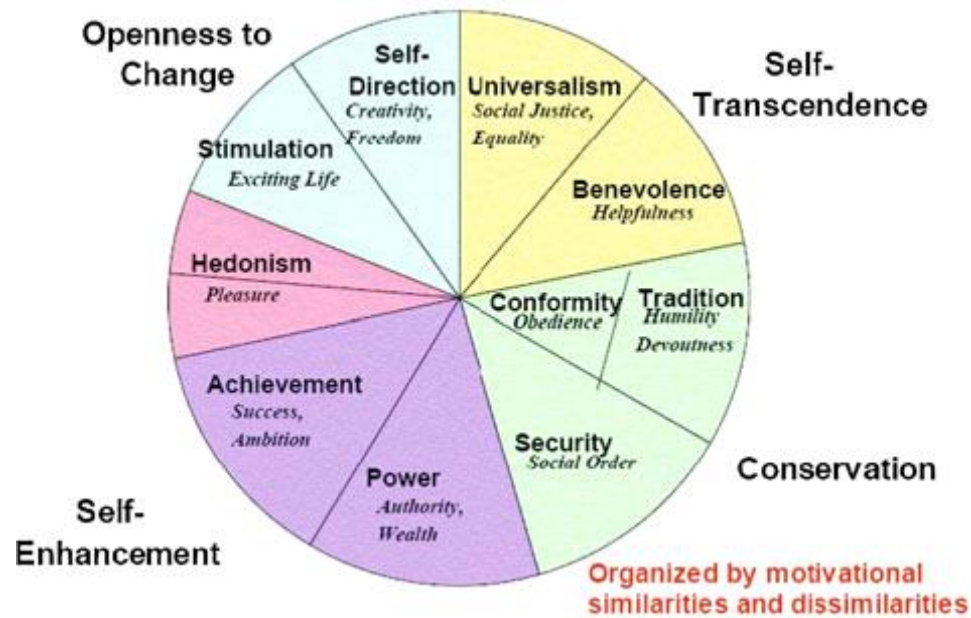 Openness to
Change
Self-
Direction
Creativity,
Freedom
Universalism
Social Justice,
Equality
Self-
Transcendence
Stimulation
Exciting Life
Benevolence
Helpfulness
Hedonism
Pleasure
Conformity
Obedience
Tradition
Humility
Devoutness
Achievement
Success,
Ambition
Security
Social Order
Power
Authority,
Wealth
Conservation
Self-
Enhancement
Organized by motivational
similarities and dissimilarities